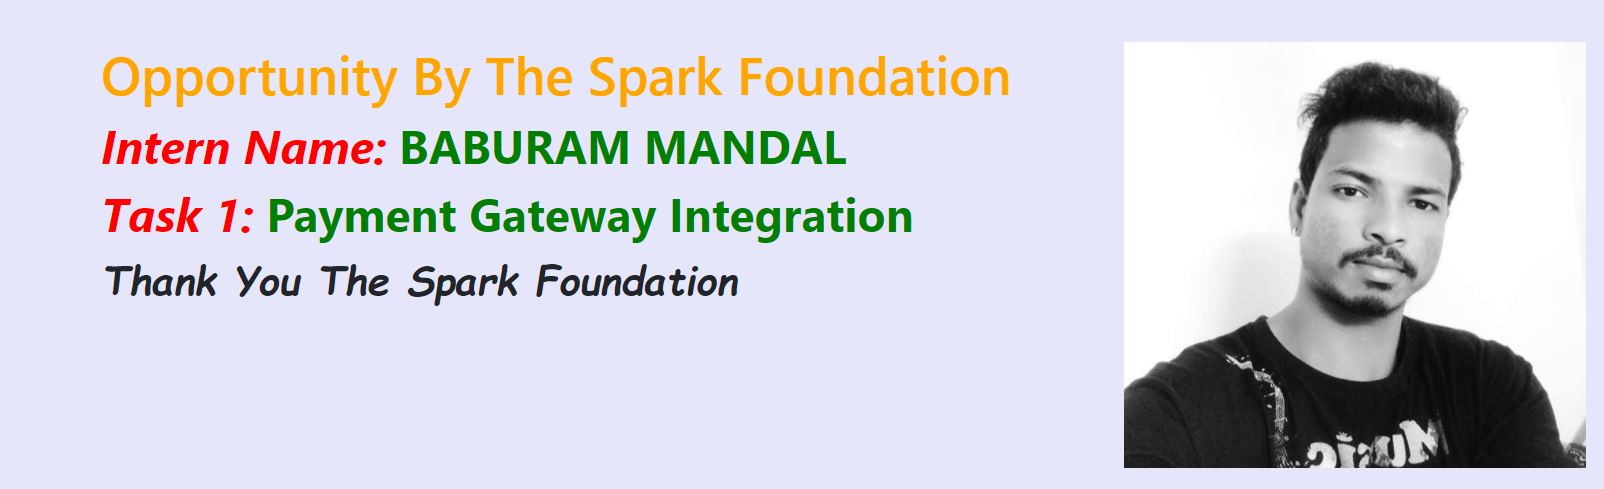 Opportunity By The Spark Foundation
Intern Name: BABURAM MANDAL
Task 1: Payment Gateway Integration
Thank You The Spark Foundation
MUSIC